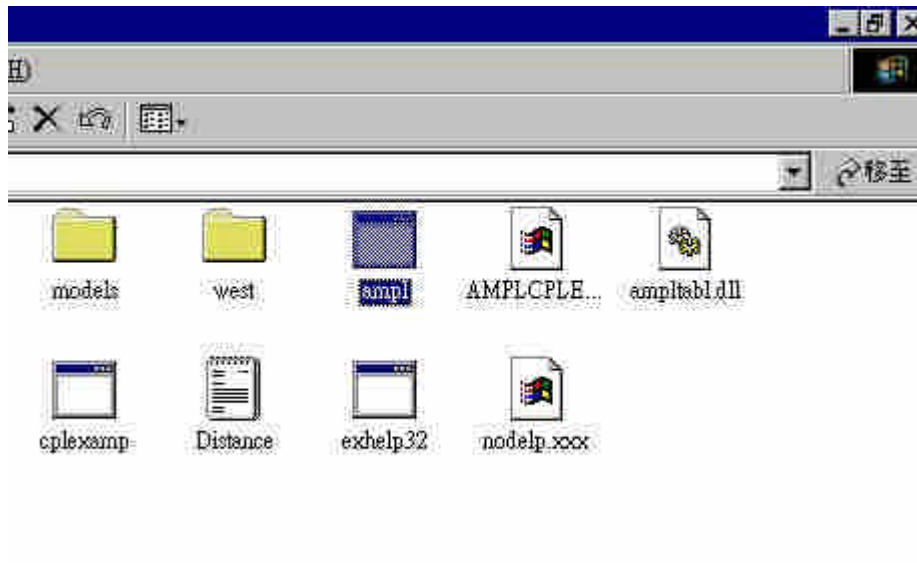 H)
移至
models
west
ampl
AMPLCPLE...
ampltabl.dll
cplexamp
Distance
exhelp32
nodelp.xxx